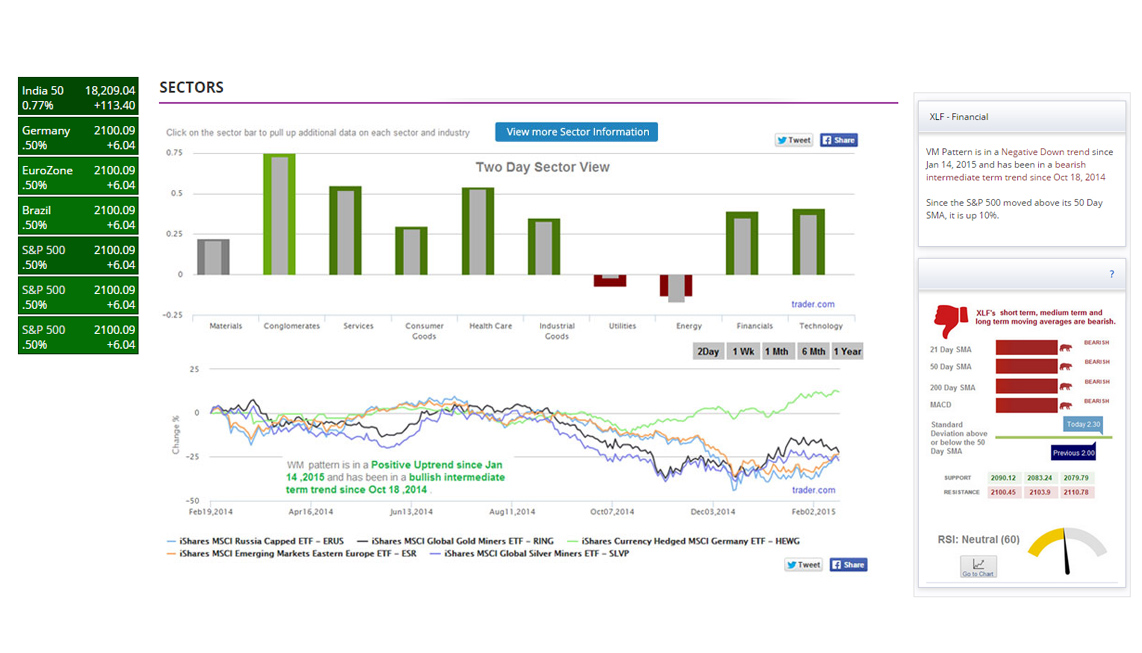 India 50 18,209.04
0.77% +113.40
Germany 2100.09
.50% +6.04
EuroZone 2100.09
.50% +6.04
Brazil 2100.09
.50% +6.04
S&P 500 2100.09
.50% +6.04
S&P 500 2100.09
.50% +6.04
S&P 500 2100.09
.50% +6.04
SECTORS
Click on the sector bar to pull up additional data on each sector and industry
View more Sector Information
Tweet
Share
Two Day Sector View
0.75
0.5
0.25
0
-0.25
trader.com
Materials Conglomerates Services Consumer Health Care Industrial Utilities Energy Financials Technology
Goods Goods
2Day 1 Wk 1 Mth 6 Mth 1 Year
Change %
25
0
-25
-50
WM pattern is in a Positive Uptrend since Jan
14 ,2015 and has been in a bullish intermediate
term trend since Oct 18 ,2014 .
trader.com
Feb19,2014 Apr16,2014 Jun13,2014 Aug11,2014 Oct07,2014 Dec03,2014 Feb02,2015
iShares MSCI Russia Capped ETF - ERUS iShares MSCI Global Gold Miners ETF - RING iShares Currency Hedged MSCI Germany ETF - HEWG
iShares MSCI Emerging Markets Eastern Europe ETF - ESR iShares MSCI Global Silver Miners ETF - SLVP
Tweet
Share
XLF - Financial
VM Pattern is in a Negative Down trend since
Jan 14, 2015 and has been in a bearish
intermediate term trend since Oct 18, 2014
Since the S&P 500 moved above its 50 Day
SMA, it is up 10%.
?
XLF's short term, medium term and
long term moving averages are bearish.
21 Day SMA BEARISH
50 Day SMA BEARISH
200 Day SMA BEARISH
MACD BEARISH
Standard
Deviation above
or below the 50
Day SMA
Today 2.30
Previous 2.00
SUPPORT 2090.12 2083.24 2079.79
RESISTANCE 2100.45 2103.9 2110.78
RSI: Neutral (60)
Go to Chart